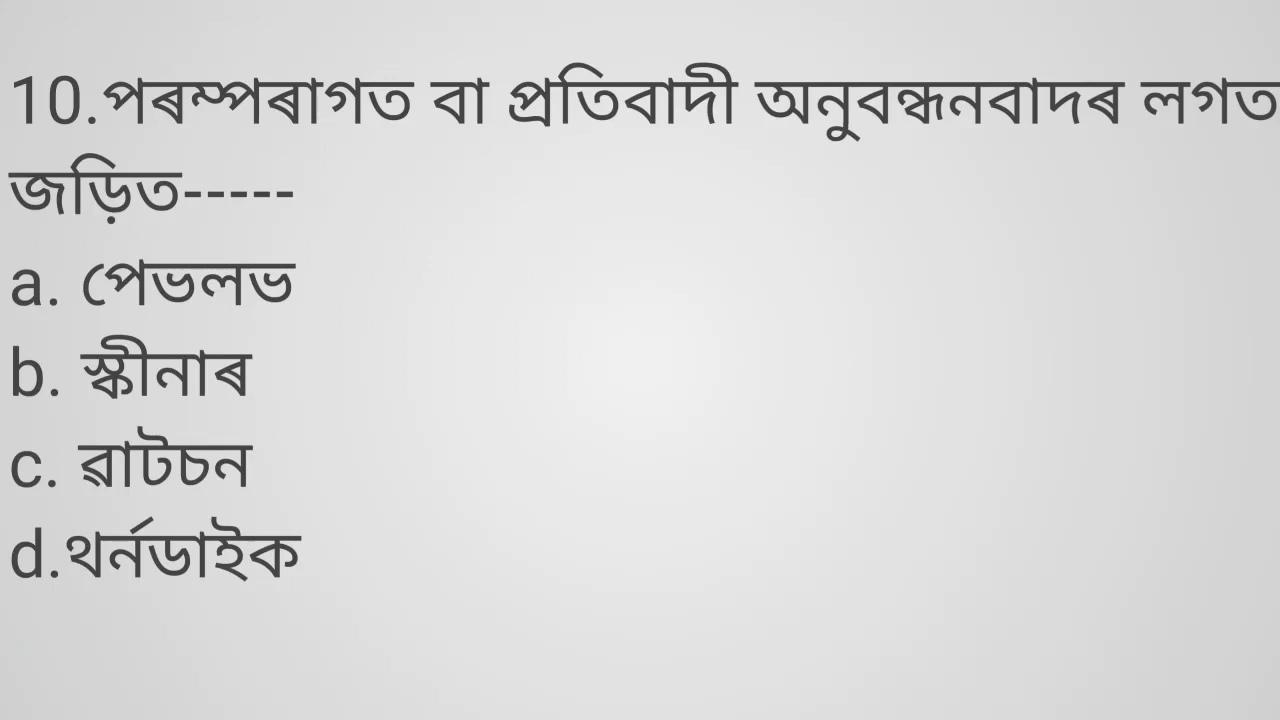 10.পৰম্পৰাগত বা প্ৰতিবাদী অনুবন্ধনবাদৰ লগত
জড়িত-----
a. পেভলভ
b. স্কীনাৰ
c. ৱাটচন
d.থৰ্নডাইক